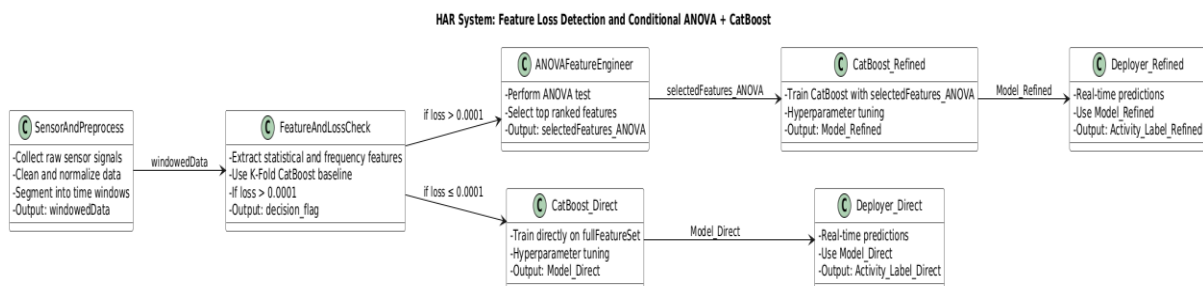 HAR System: Feature Loss Detection and Conditional ANOVA + CatBoost
C SensorAndPreprocess
-Collect raw sensor signals
-Clean and normalize data
-Segment into time windows
-Output: windowedData
windowedData
C FeatureAndLossCheck
-Extract statistical and frequency features
-Use K-Fold CatBoost baseline
-If loss > 0.0001
-Output: decision_flag
if loss > 0.0001
C ANOVAFeatureEngineer
-Perform ANOVA test
-Select top ranked features
-Output: selectedFeatures_ANOVA
selectedFeatures_ANOVA
C CatBoost_Refined
-Train CatBoost with selectedFeatures_ANOVA
-Hyperparameter tuning
-Output: Model_Refined
Model_Refined
C Deployer_Refined
-Real-time predictions
-Use Model_Refined
-Output: Activity_Label_Refined
if loss ≤ 0.0001
C CatBoost_Direct
-Train directly on fullFeatureSet
-Hyperparameter tuning
-Output: Model_Direct
Model_Direct
C Deployer_Direct
-Real-time predictions
-Use Model_Direct
-Output: Activity_Label_Direct